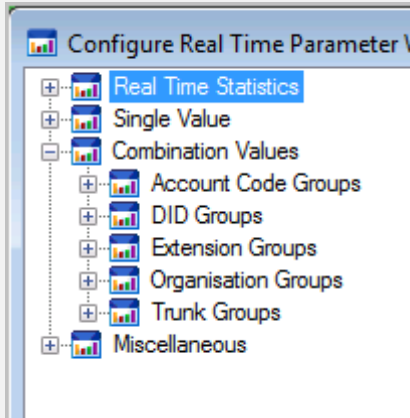 Configure Real Time Parameter
Real Time Statistics
Single Value
Combination Values
Account Code Groups
DID Groups
Extension Groups
Organisation Groups
Trunk Groups
Miscellaneous